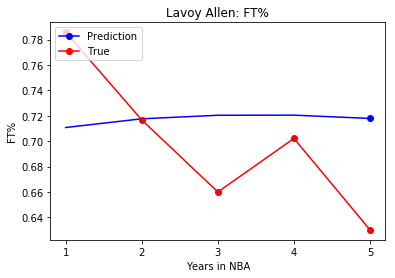 Lavoy Allen: FT%
Prediction
True
FT%
0.78
0.76
0.74
0.72
0.70
0.68
0.66
0.64
1 2 3 4 5
Years in NBA